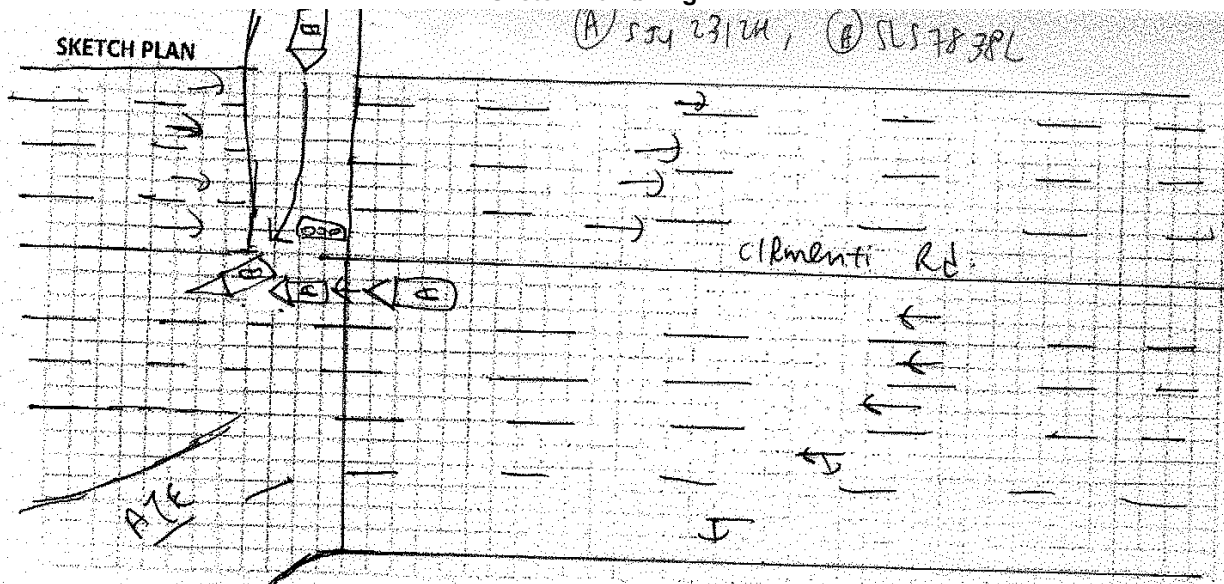 SKETCH PLAN
(A) SJU 2312H, (B) SLS7838L
B
B
A
A
Clementi Rd.
AYE